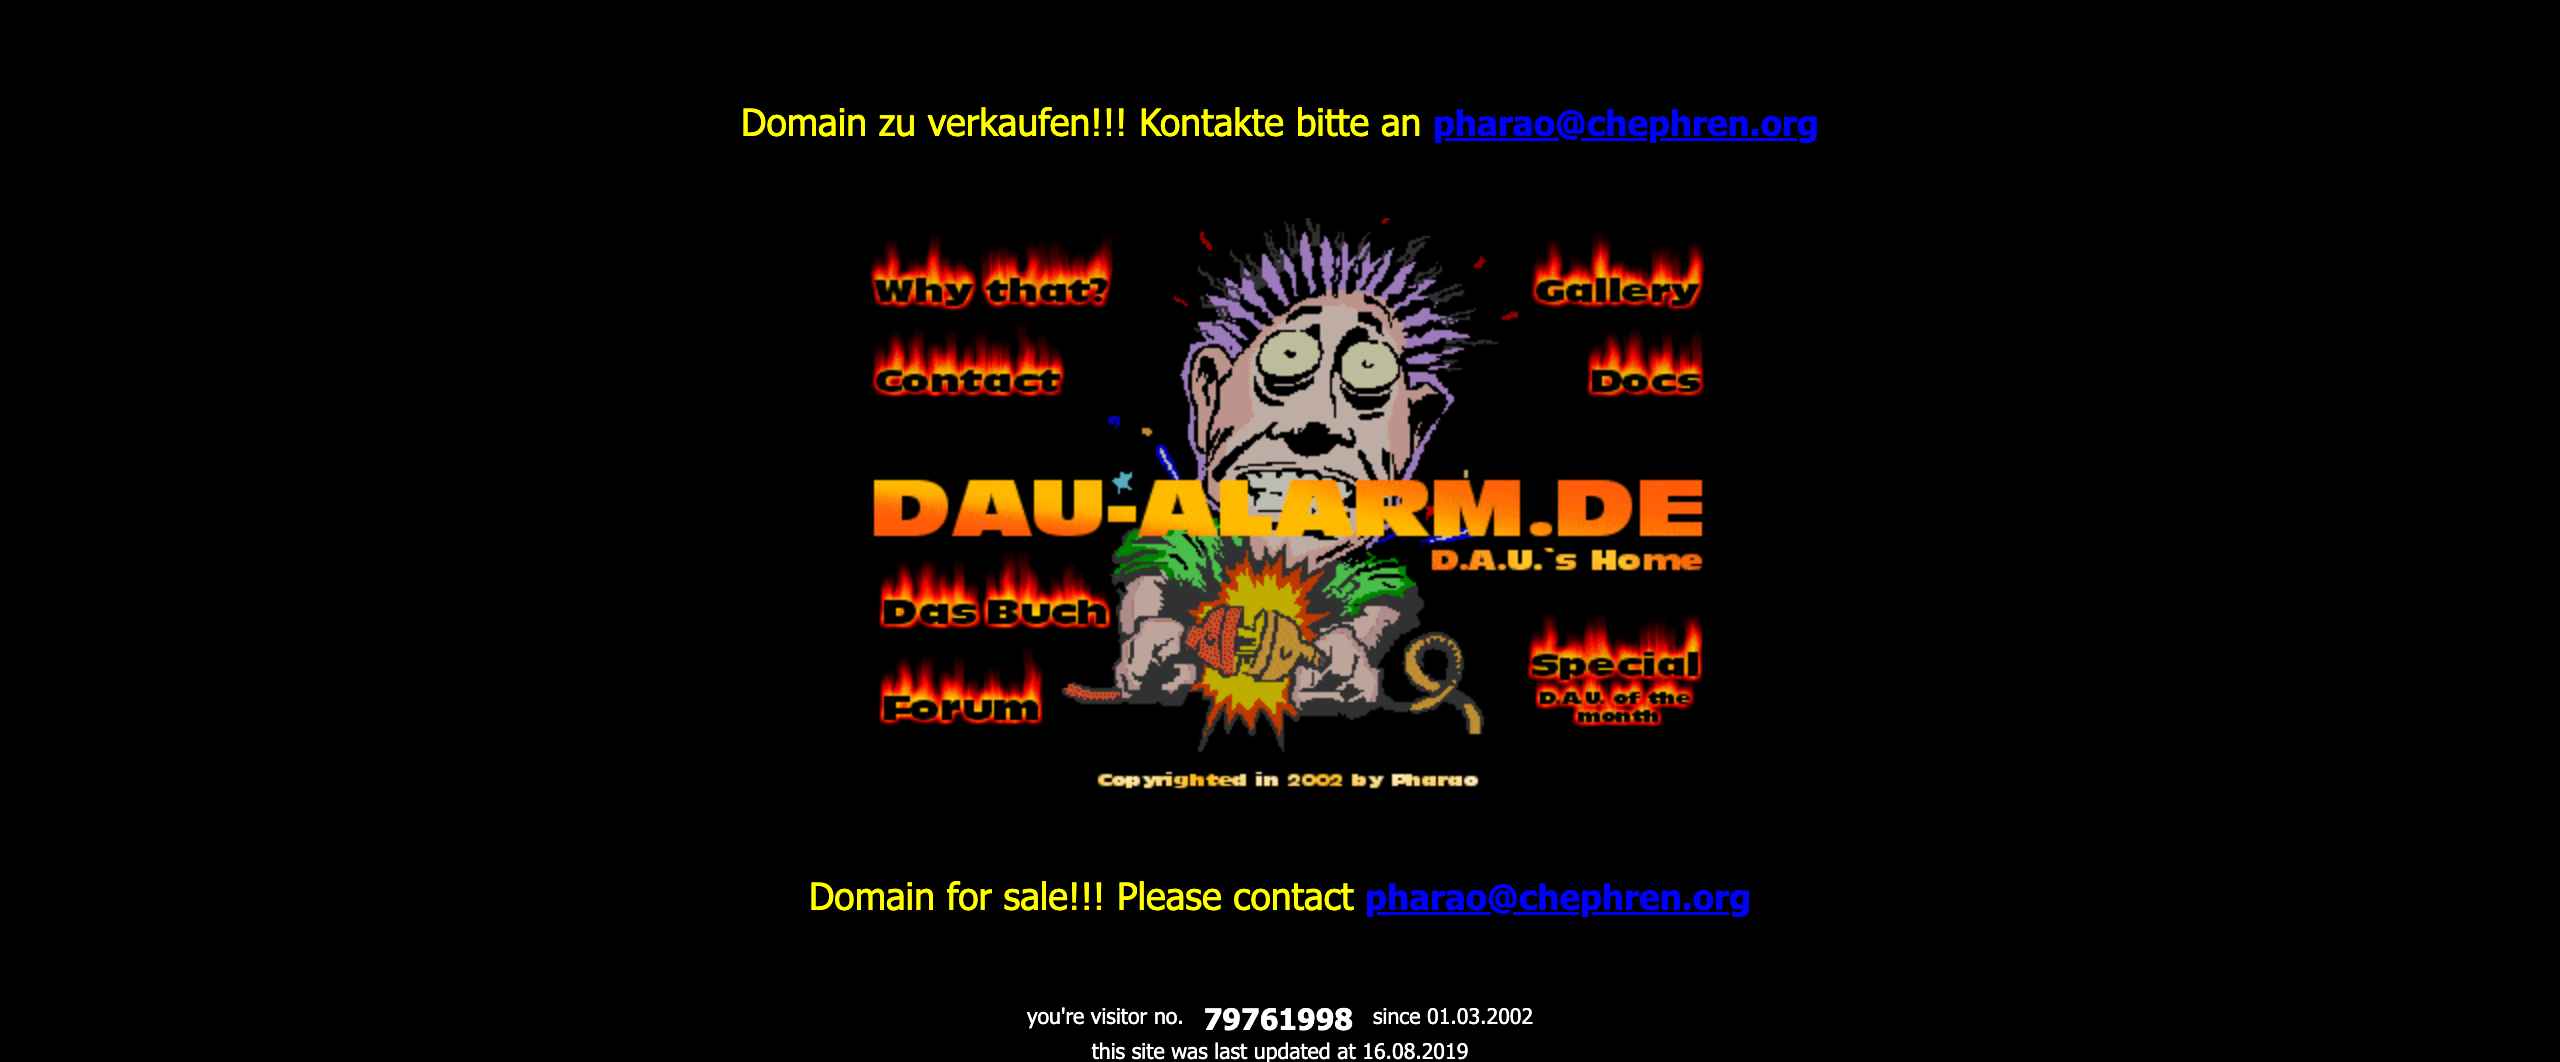 Domain zu verkaufen!!! Kontakte bitte an pharao@chephren.org
Why that?
Gallery
Contact
Docs
DAU-ALARM.DE
D.A.U.`s Home
Das Buch
Special
D.A.U. of the
month
Forum
Copyrighted in 2002 by Pharao
Domain for sale!!! Please contact pharao@chephren.org
you're visitor no. 79761998 since 01.03.2002
this site was last updated at 16.08.2019